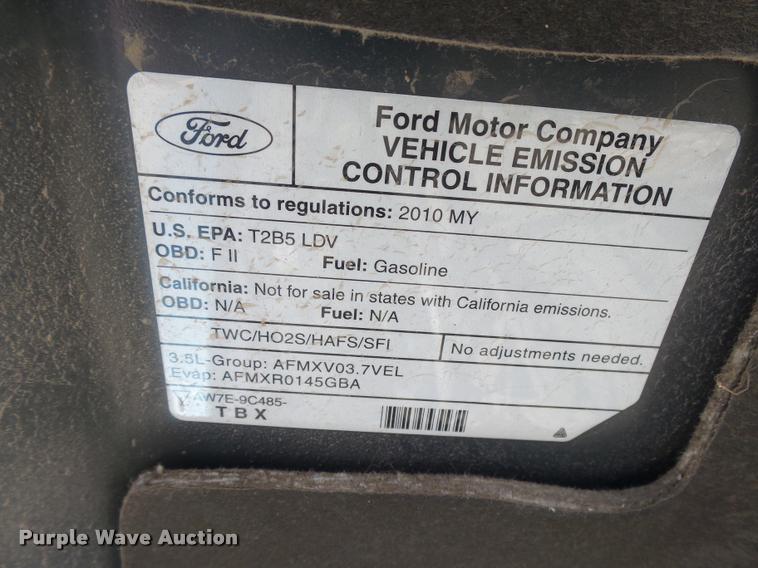 Ford
Ford Motor Company
VEHICLE EMISSION
CONTROL INFORMATION
Conforms to regulations: 2010 MY
U.S. EPA: T2B5 LDV
OBD: F II Fuel: Gasoline
California: Not for sale in states with California emissions.
OBD: N/A Fuel: N/A
TWC/HO2S/HAFS/SFI
No adjustments needed.
3.5L-Group: AFMXV03.7VEL
Evap: AFMXR0145GBA
AW7E-9C485-
TBX
Purple Wave Auction